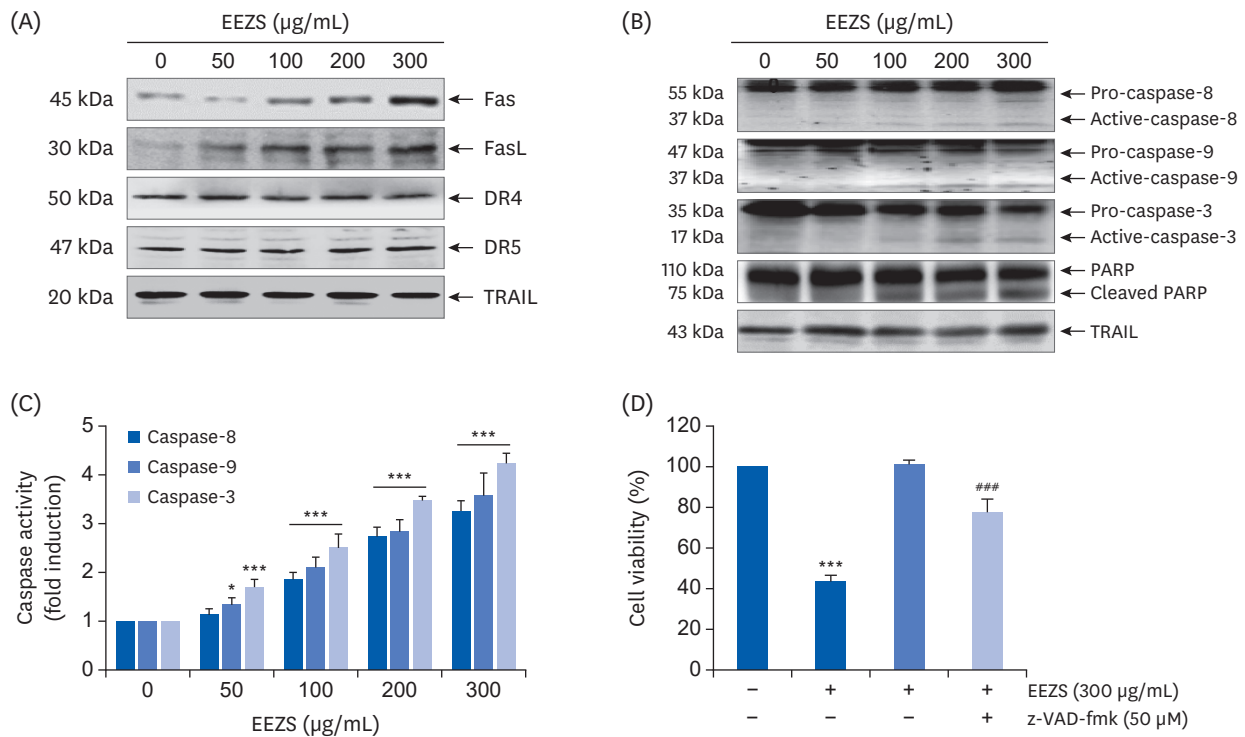 (A)
EEZS (µg/mL)
0 50 100 200 300
45 kDa Fas
30 kDa FasL
50 kDa DR4
47 kDa DR5
20 kDa TRAIL
(B)
EEZS (µg/mL)
0 50 100 200 300
55 kDa Pro-caspase-8
37 kDa Active-caspase-8
47 kDa Pro-caspase-9
37 kDa Active-caspase-9
35 kDa Pro-caspase-3
17 kDa Active-caspase-3
110 kDa PARP
75 kDa Cleaved PARP
43 kDa TRAIL
(C)
Caspase activity
(fold induction)
5
4
3
2
1
0
Caspase-8
Caspase-9
Caspase-3
* ***
***
***
***
0 50 100 200 300
EEZS (µg/mL)
(D)
Cell viability (%)
120
100
80
60
40
20
0
***
###
− + + + EEZS (300 µg/mL)
− − − + z-VAD-fmk (50 µM)